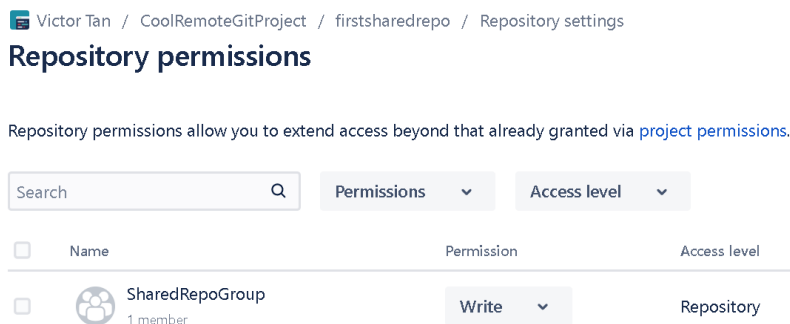 Victor Tan / CoolRemoteGitProject / firstsharedrepo / Repository settings
Repository permissions
Repository permissions allow you to extend access beyond that already granted via project permissions.
Search Permissions Access level
Name Permission Access level
SharedRepoGroup Write Repository
1 member